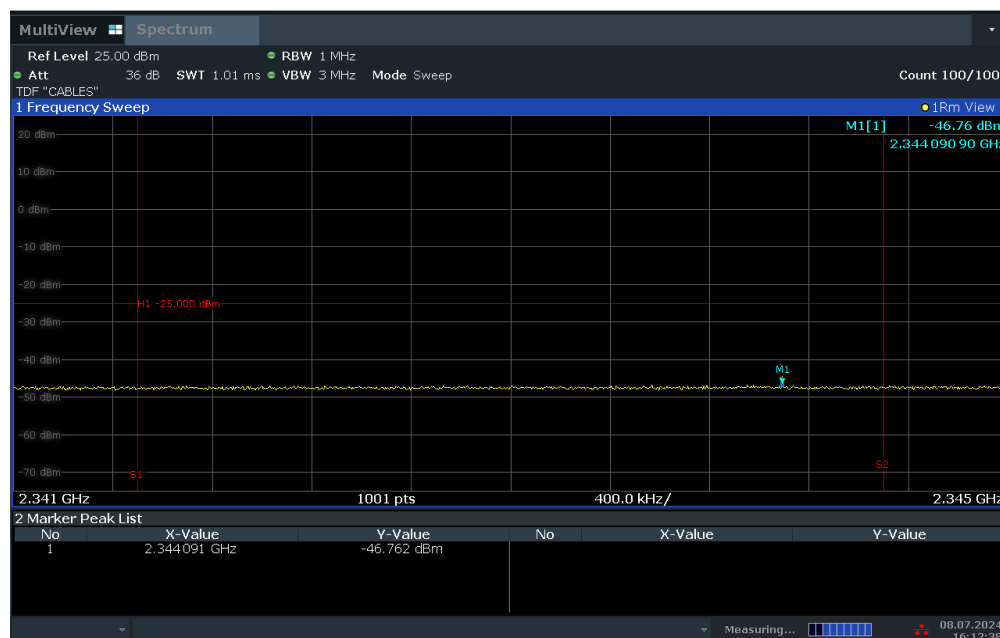 MultiView Spectrum
Ref Level 25.00 dBm RBW 1 MHz
Att 36 dB SWT 1.01 ms VBW 3 MHz Mode Sweep Count 100/100
TDF "CABLES"
1 Frequency Sweep 1Rm View
M1[1] -46.76 dBm
2.344 090 90 GHz
20 dBm
10 dBm
0 dBm
-10 dBm
-20 dBm
H1 -25.000 dBm
-30 dBm
-40 dBm
M1
-50 dBm
-60 dBm
S2
-70 dBm
S1
2.341 GHz 1001 pts 400.0 kHz/ 2.345 GHz
2 Marker Peak List
No X-Value Y-Value No X-Value Y-Value
1 2.344 091 GHz -46.762 dBm
Measuring... 08.07.2024
16:12:38